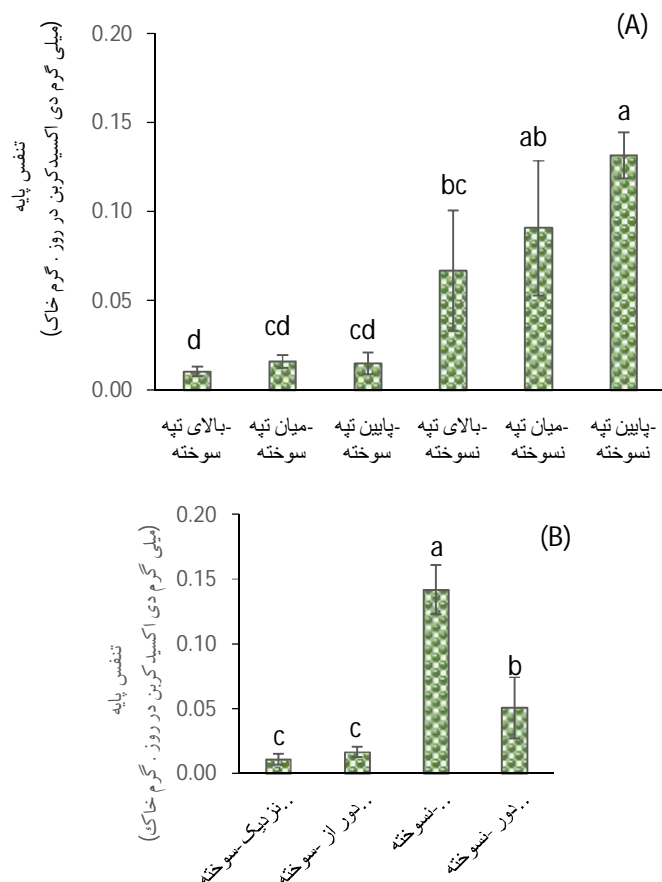 (A)
تنفس پایه
(میلی گرم دی اکسیدکربن در روز . گرم خاک)
0.20
0.15
0.10
0.05
0.00
d
cd
cd
bc
ab
a
بالای تپه-
سوخته
میان تپه-
سوخته
پایین تپه-
سوخته
بالای تپه-
نسوخته
میان تپه-
نسوخته
پایین تپه-
نسوخته
(B)
تنفس پایه
(میلی گرم دی اکسیدکربن در روز . گرم خاک)
0.20
0.15
0.10
0.05
0.00
c
c
a
b
نزدیک-سوخته..
دور از -سوخته..
نسوخته-..
دور -نسوخته..